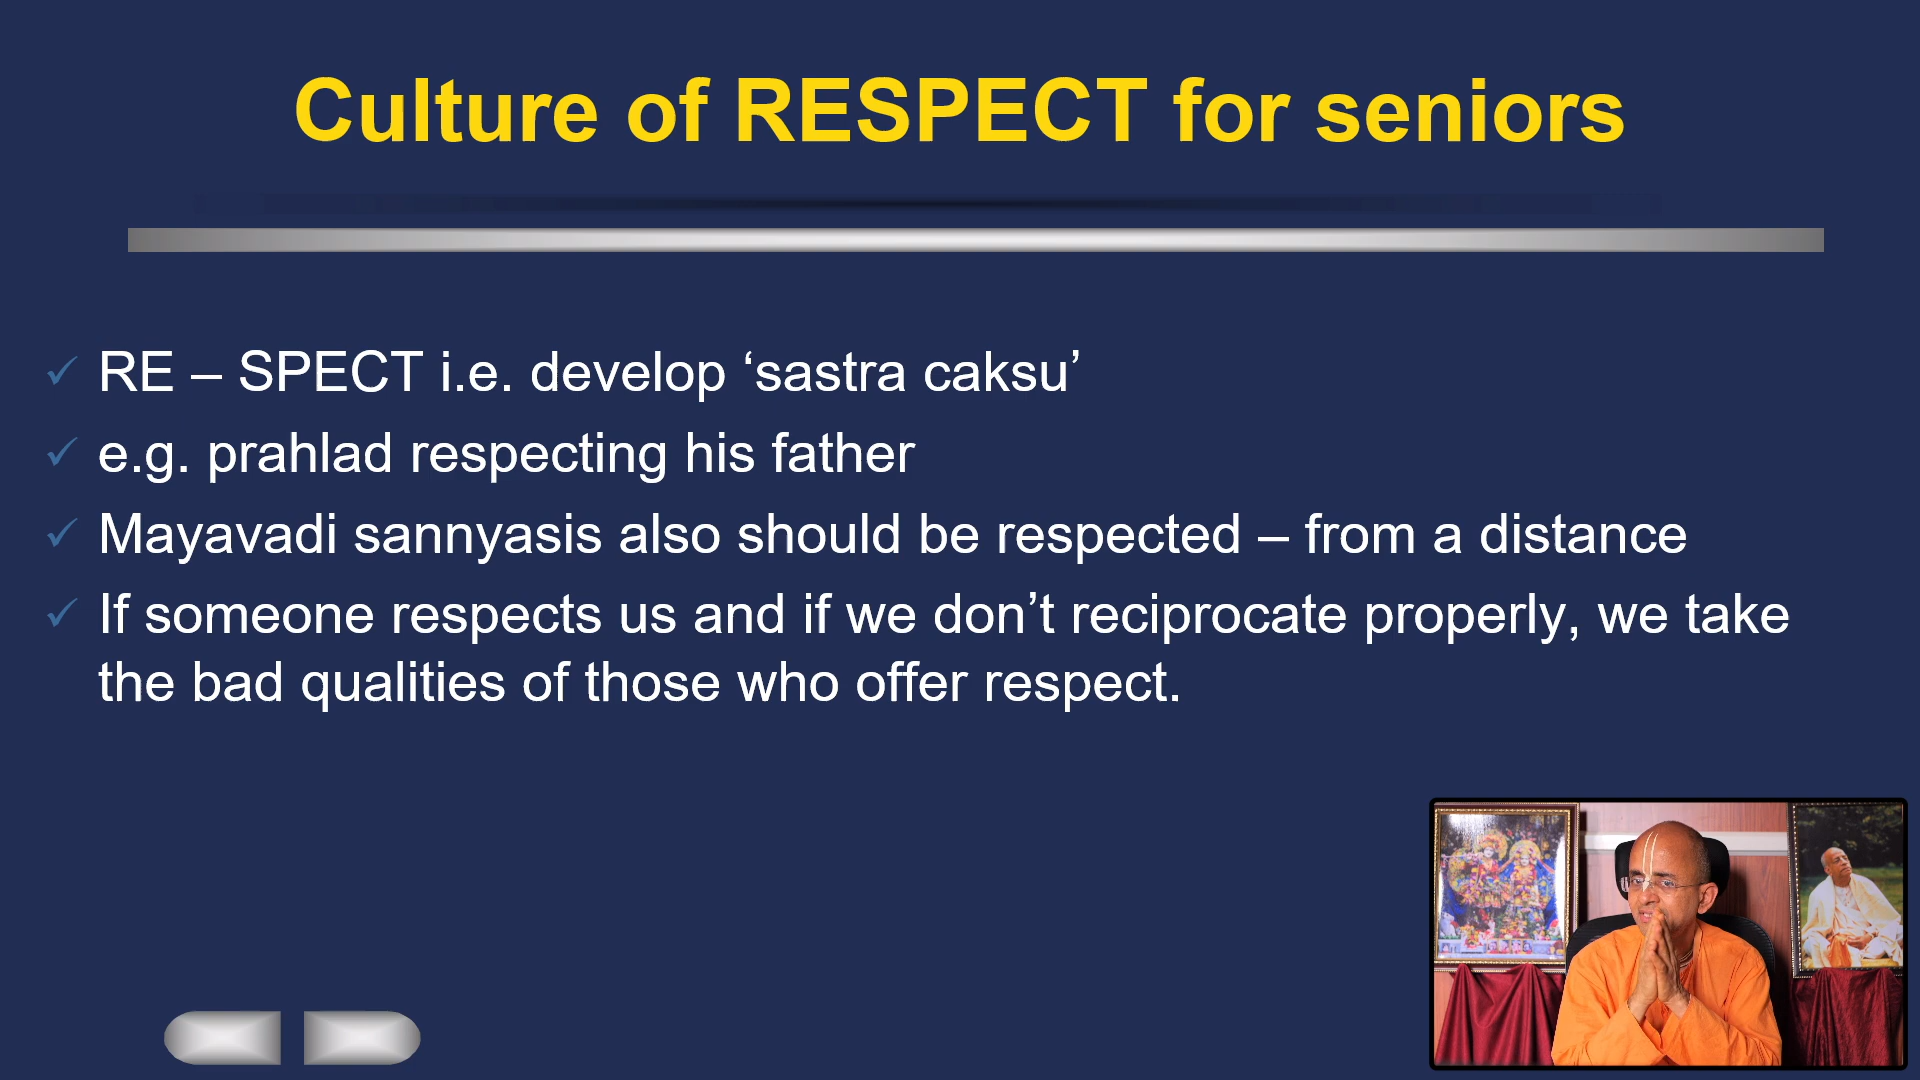 Culture of RESPECT for seniors
RE – SPECT i.e. develop ‘sastra caksu’
e.g. prahlad respecting his father
Mayavadi sannyasis also should be respected – from a distance
If someone respects us and if we don’t reciprocate properly, we take
the bad qualities of those who offer respect.